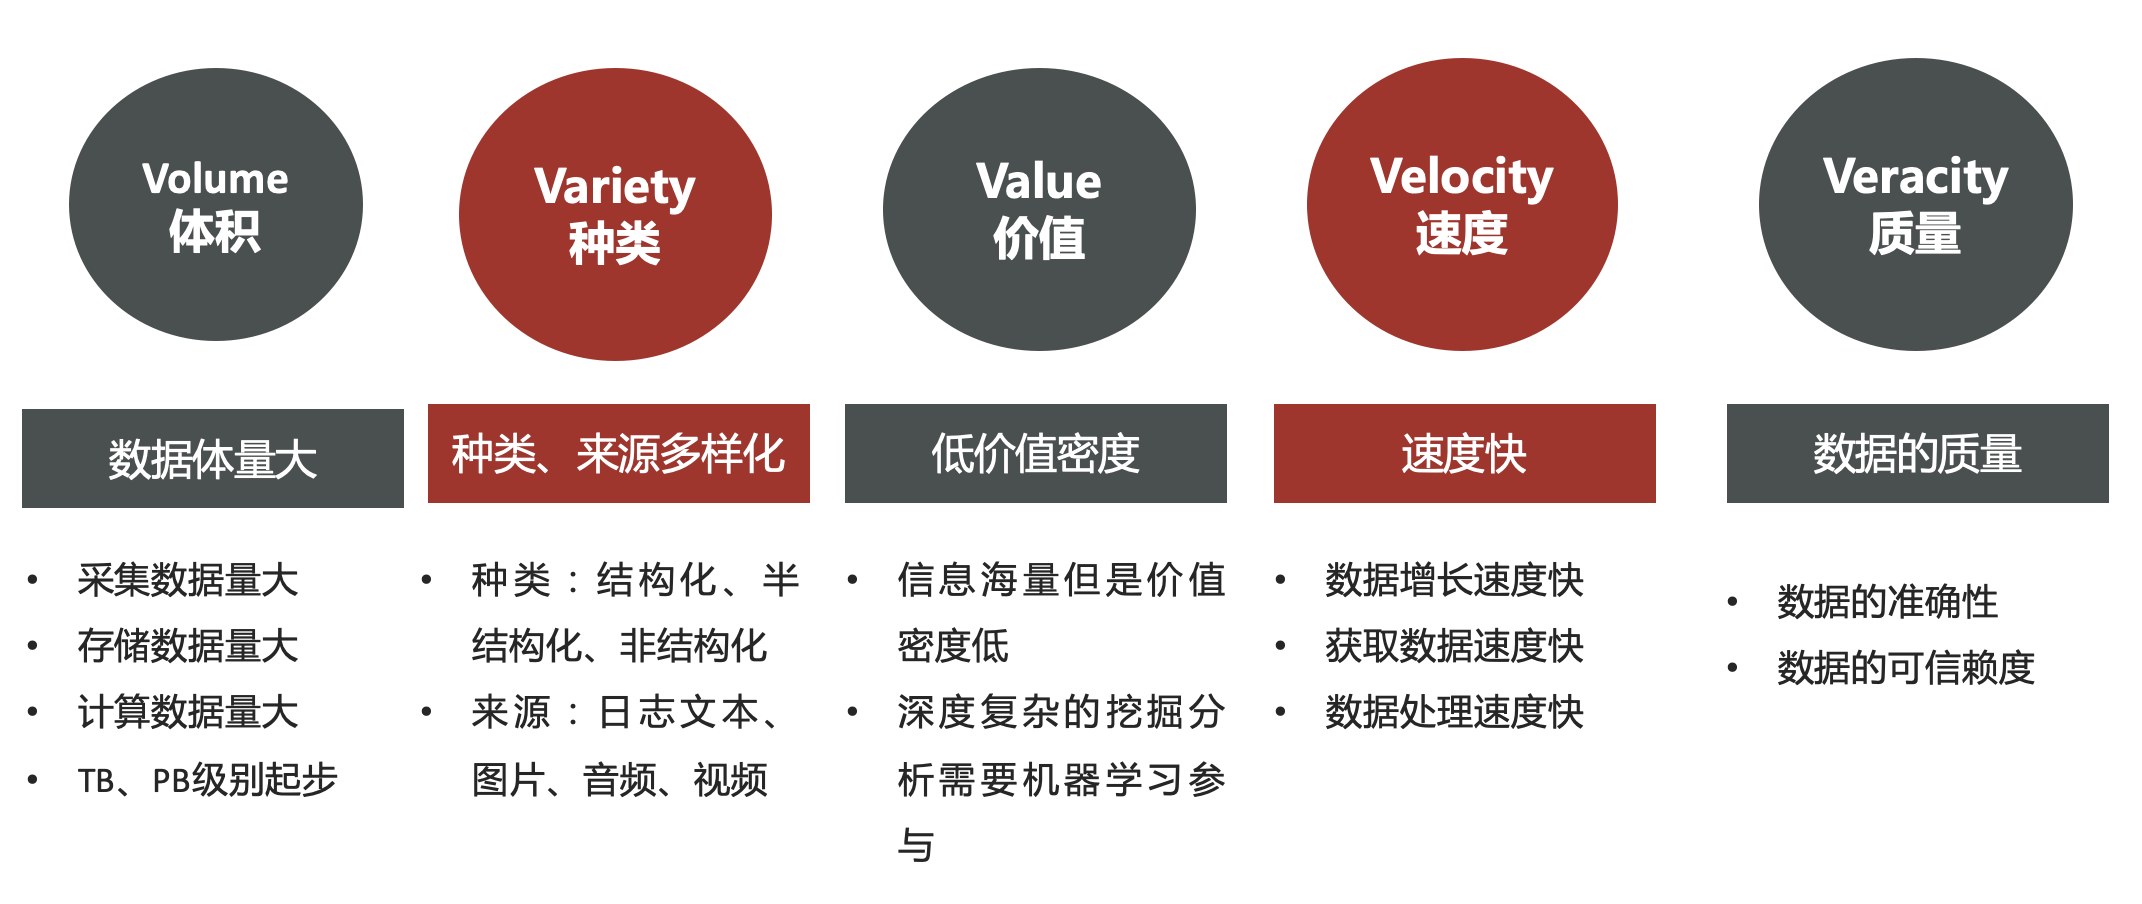 Volume
体积
Variety
种类
Value
价值
Velocity
速度
Veracity
质量
数据体量大
种类、来源多样化
低价值密度
速度快
数据的质量
• 采集数据量大
• 存储数据量大
• 计算数据量大
• TB、PB级别起步
• 种类：结构化、半
结构化、非结构化
• 来源：日志文本、
图片、音频、视频
• 信息海量但是价值
密度低
• 深度复杂的挖掘分
析需要机器学习参
与
• 数据增长速度快
• 获取数据速度快
• 数据处理速度快
• 数据的准确性
• 数据的可信赖度